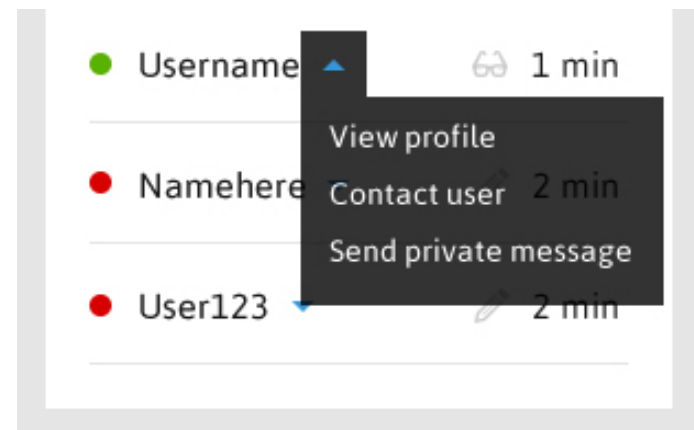 Username 1 min
View profile
Namehere 2 min
Contact user
Send private message
User123 2 min